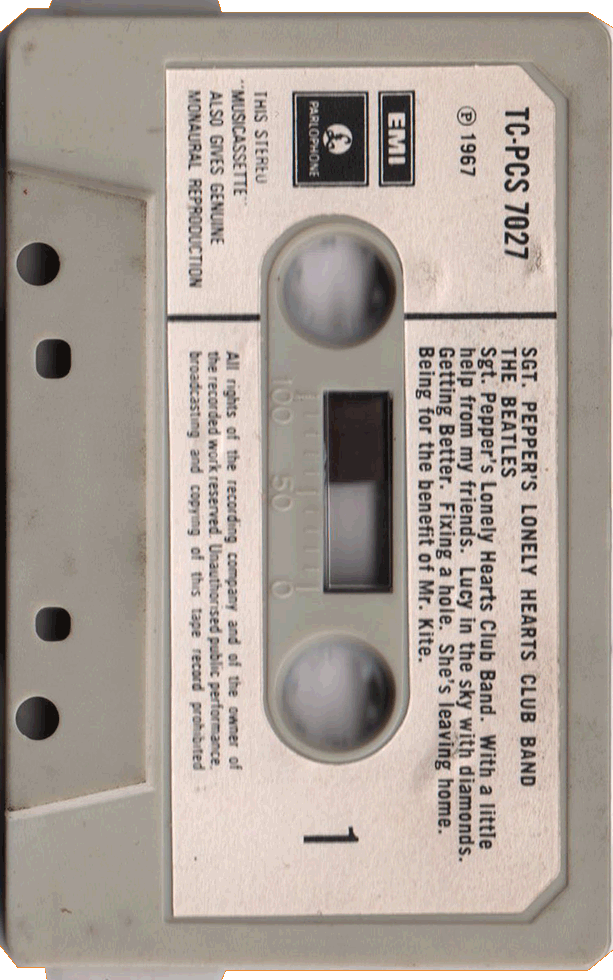 TC-PCS 7027
Ⓟ 1967
EMI
PARLOPHONE
THIS STEREO
"MUSICASSETTE"
ALSO GIVES GENUINE
MONAURAL REPRODUCTION
SGT. PEPPER'S LONELY HEARTS CLUB BAND
THE BEATLES
Sgt. Pepper's Lonely Hearts Club Band. With a little
help from my friends. Lucy in the sky with diamonds.
Getting Better. Fixing a hole. She's leaving home.
Being for the benefit of Mr. Kite.
100 50 0
1
All rights of the recording company and of the owner of
the recorded work reserved. Unauthorised public performance,
broadcasting and copying of this tape record prohibited